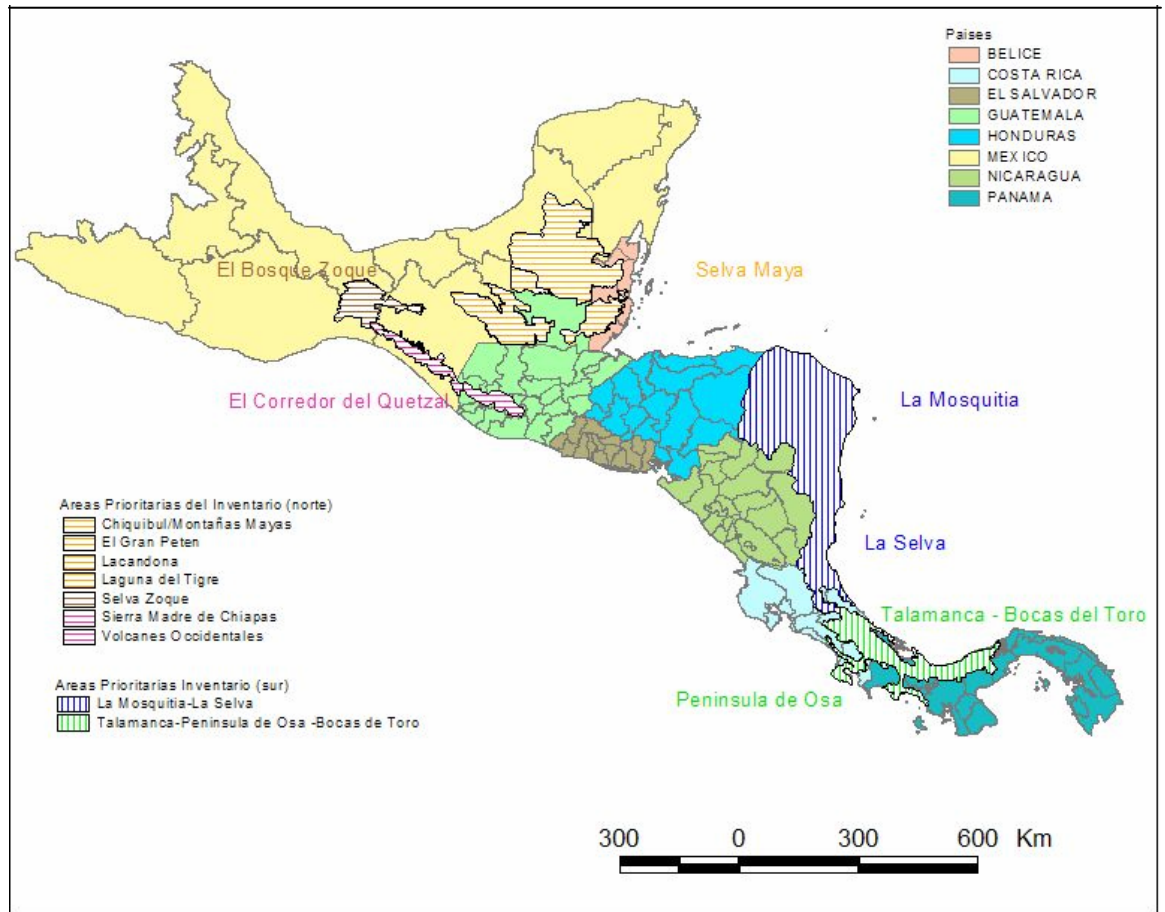 Paises
BELICE
COSTA RICA
EL SALVADOR
GUATEMALA
HONDURAS
MEXICO
NICARAGUA
PANAMA
El Bosque Zoque
Selva Maya
El Corredor del Quetzal
La Mosquitia
La Selva
Talamanca - Bocas del Toro
Peninsula de Osa
Areas Prioritarias del Inventario (norte)
Chiquibul/Montañas Mayas
El Gran Peten
Lacandona
Laguna del Tigre
Selva Zoque
Sierra Madre de Chiapas
Volcanes Occidentales
Areas Prioritarias Inventario (sur)
La Mosquitia-La Selva
Talamanca-Peninsula de Osa -Bocas de Toro
300 0 300 600 Km